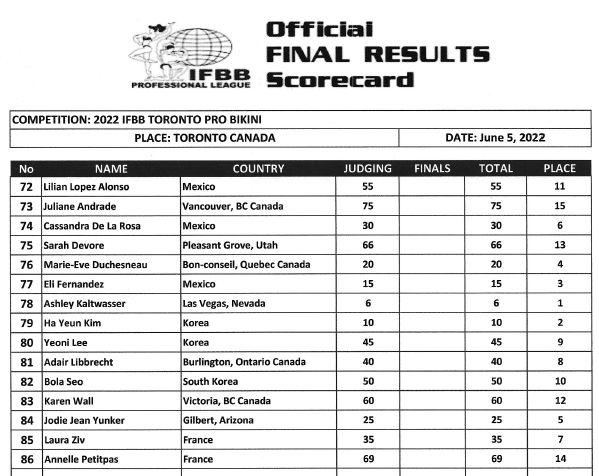 Official
FINAL RESULTS
Scorecard
IFBB
PROFESSIONAL LEAGUE
COMPETITION: 2022 IFBB TORONTO PRO BIKINI
PLACE: TORONTO CANADA DATE: June 5, 2022
No NAME COUNTRY JUDGING FINALS TOTAL PLACE
72 Lilian Lopez Alonso Mexico 55 55 11
73 Juliane Andrade Vancouver, BC Canada 75 75 15
74 Cassandra De La Rosa Mexico 30 30 6
75 Sarah Devore Pleasant Grove, Utah 66 66 13
76 Marie-Eve Duchesneau Bon-conseil, Quebec Canada 20 20 4
77 Eli Fernandez Mexico 15 15 3
78 Ashley Kaltwasser Las Vegas, Nevada 6 6 1
79 Ha Yeun Kim Korea 10 10 2
80 Yeoni Lee Korea 45 45 9
81 Adair Libbrecht Burlington, Ontario Canada 40 40 8
82 Bola Seo South Korea 50 50 10
83 Karen Wall Victoria, BC Canada 60 60 12
84 Jodie Jean Yunker Gilbert, Arizona 25 25 5
85 Laura Ziv France 35 35 7
86 Annelle Petitpas France 69 69 14